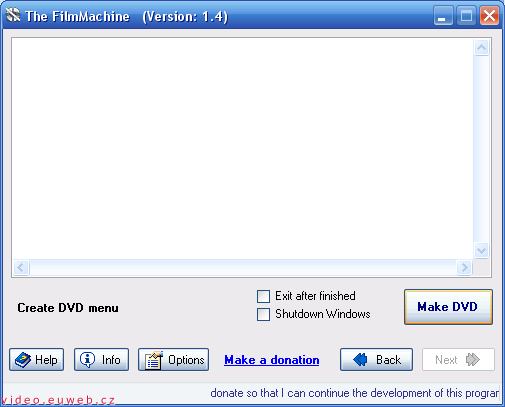 The FilmMachine (Version: 1.4)
Exit after finished
Create DVD menu
Make DVD
Shutdown Windows
Help
Info
Options
Make a donation
Back
Next
donate so that I can continue the development of this prograr
video.euweb.cz